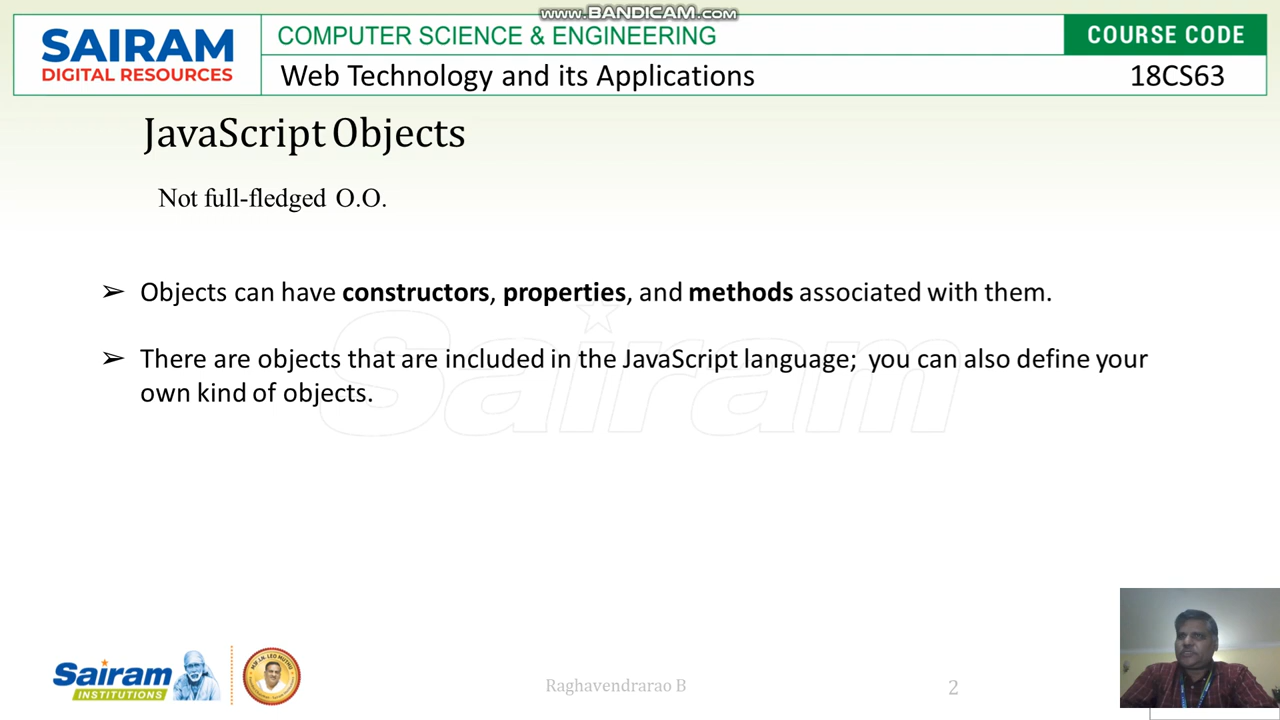 www.BANDICAM.com
SAIRAM
DIGITAL RESOURCES
COMPUTER SCIENCE & ENGINEERING
COURSE CODE
Web Technology and its Applications
18CS63
JavaScript Objects
Not full-fledged O.O.
➢ Objects can have constructors, properties, and methods associated with them.
➢ There are objects that are included in the JavaScript language; you can also define your
own kind of objects.
Sairam
Sairam
INSTITUTIONS
Raghavendrarao B
2